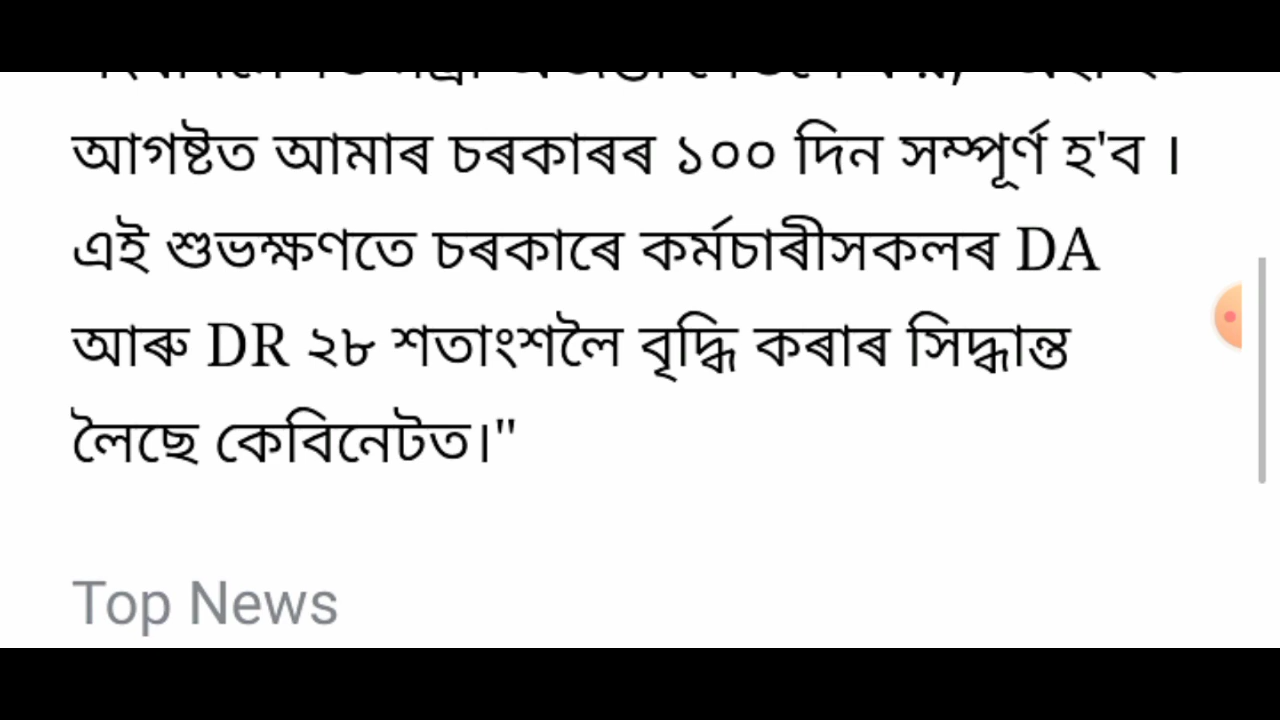 আগষ্টত আমাৰ চৰকাৰৰ ১০০ দিন সম্পূৰ্ণ হ'ব ।
এই শুভক্ষণতে চৰকাৰে কৰ্মচাৰীসকলৰ DA
আৰু DR ২৮ শতাংশলৈ বৃদ্ধি কৰাৰ সিদ্ধান্ত
লৈছে কেবিনেটত।"
Top News